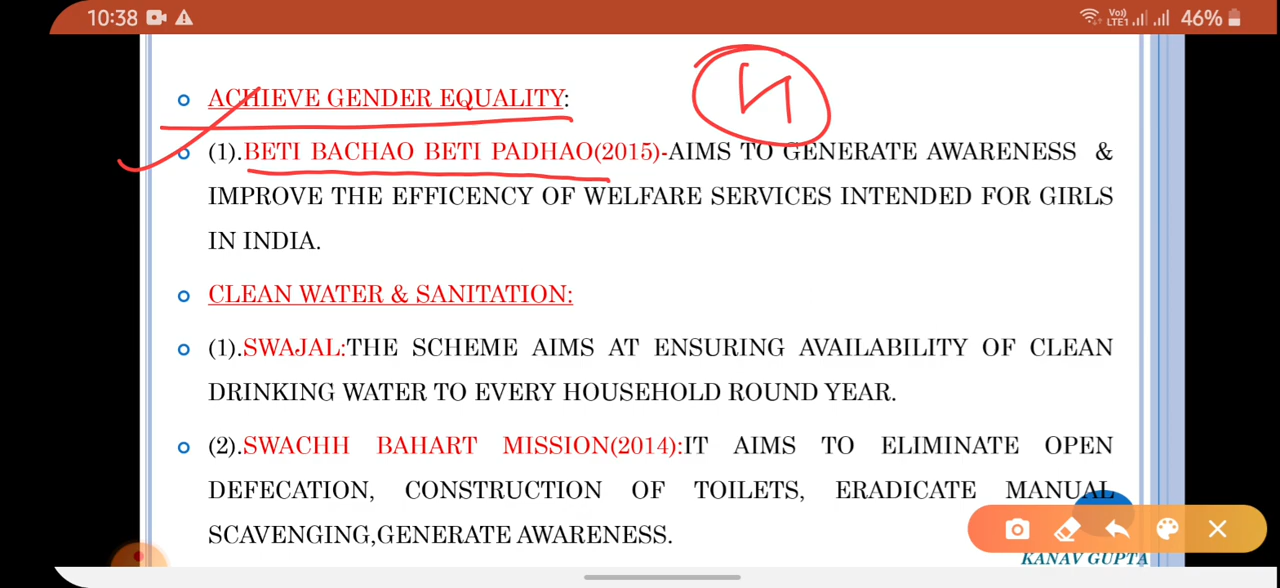 10:38 Vo)) LTE1 46%
ACHIEVE GENDER EQUALITY:
(1).BETI BACHAO BETI PADHAO(2015)-AIMS TO GENERATE AWARENESS &
IMPROVE THE EFFICENCY OF WELFARE SERVICES INTENDED FOR GIRLS
IN INDIA.
CLEAN WATER & SANITATION:
(1).SWAJAL:THE SCHEME AIMS AT ENSURING AVAILABILITY OF CLEAN
DRINKING WATER TO EVERY HOUSEHOLD ROUND YEAR.
(2).SWACHH BAHART MISSION(2014):IT AIMS TO ELIMINATE OPEN
DEFECATION, CONSTRUCTION OF TOILETS, ERADICATE MANUAL
SCAVENGING,GENERATE AWARENESS.
KANAV GUPTA